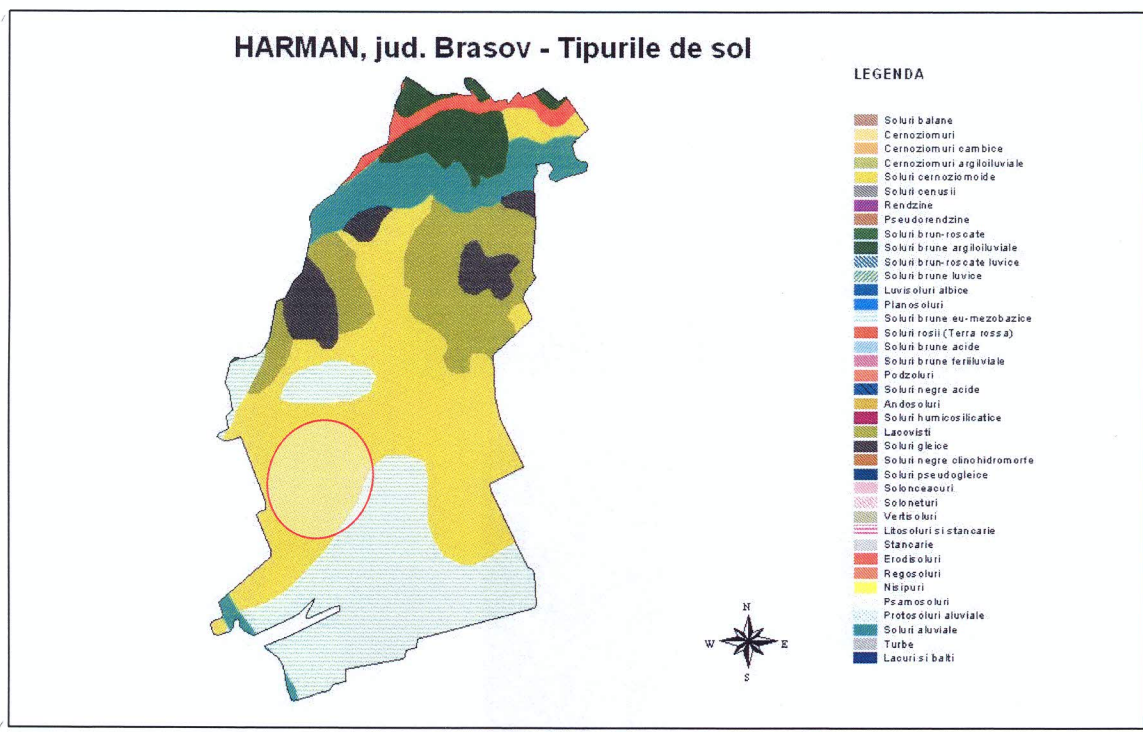 HARMAN, jud. Brasov - Tipurile de sol
LEGENDA
Soluri balane
Cernoziomuri
Cernoziomuri cambice
Cernoziomuri argiloiluviale
Soluri cernoziomoide
Soluri cenusii
Rendzine
Pseudorendzine
Soluri brun-roscate
Soluri brune argiloiluviale
Soluri brun-roscate luvice
Soluri brune luvice
Luvisoluri albice
Planosoluri
Soluri brune eu-mezobazice
Soluri rosii (Terra rossa)
Soluri brune acide
Soluri brune feriiluviale
Podzoluri
Soluri negre acide
Andosoluri
Soluri humicosilicatice
Lacovisti
Soluri gleice
Soluri negre clinohidromorfe
Soluri pseudogleice
Solonceacuri
Soloneturi
Vertisoluri
Litosoluri si stancarie
Stancarie
Erodisoluri
Regosoluri
Nisipuri
Psamosoluri
Protosoluri aluviale
Soluri aluviale
Turbe
Lacuri si balti
N
W E
S